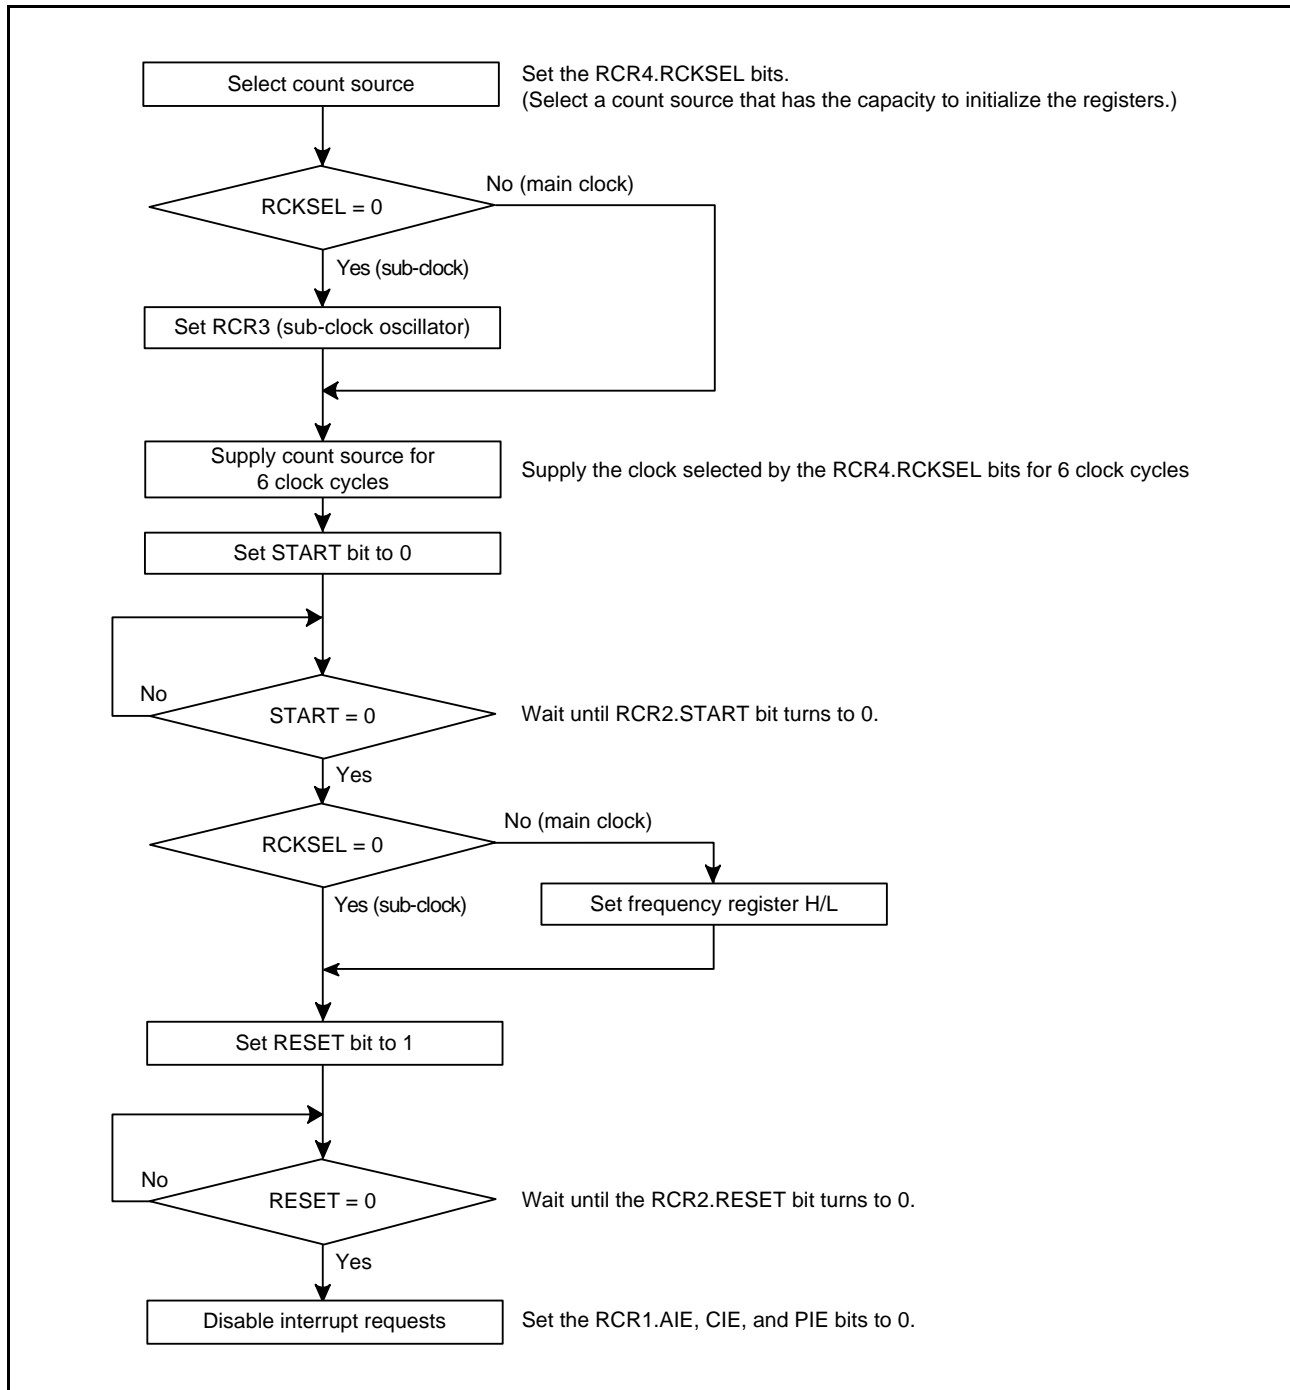 Select count source
Set the RCR4.RCKSEL bits.
(Select a count source that has the capacity to initialize the registers.)
No (main clock)
RCKSEL = 0
Yes (sub-clock)
Set RCR3 (sub-clock oscillator)
Supply count source for
6 clock cycles
Supply the clock selected by the RCR4.RCKSEL bits for 6 clock cycles
Set START bit to 0
No
START = 0
Wait until RCR2.START bit turns to 0.
Yes
No (main clock)
RCKSEL = 0
Yes (sub-clock)
Set frequency register H/L
Set RESET bit to 1
No
RESET = 0
Wait until the RCR2.RESET bit turns to 0.
Yes
Disable interrupt requests
Set the RCR1.AIE, CIE, and PIE bits to 0.